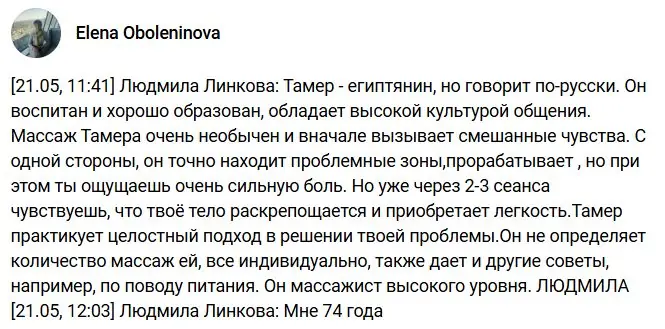 Elena Oboleninova
[21.05, 11:41] Людмила Линкова: Тамер - египтянин, но говорит по-русски. Он
воспитан и хорошо образован, обладает высокой культурой общения.
Массаж Тамера очень необычен и вначале вызывает смешанные чувства. С
одной стороны, он точно находит проблемные зоны,прорабатывает , но при
этом ты ощущаешь очень сильную боль. Но уже через 2-3 сеанса
чувствуешь, что твоё тело раскрепощается и приобретает легкость.Тамер
практикует целостный подход в решении твоей проблемы.Он не определяет
количество массаж ей, все индивидуально, также дает и другие советы,
например, по поводу питания. Он массажист высокого уровня. ЛЮДМИЛА
[21.05, 12:03] Людмила Линкова: Мне 74 года